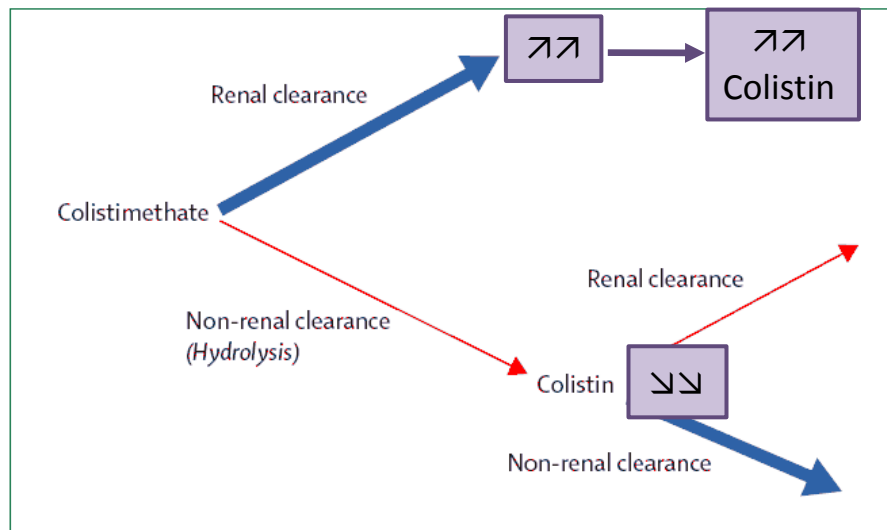 ↗↗
↗↗
Colistin
Renal clearance
Colistimethate
Renal clearance
Non-renal clearance
(Hydrolysis)
Colistin
↘↘
Non-renal clearance